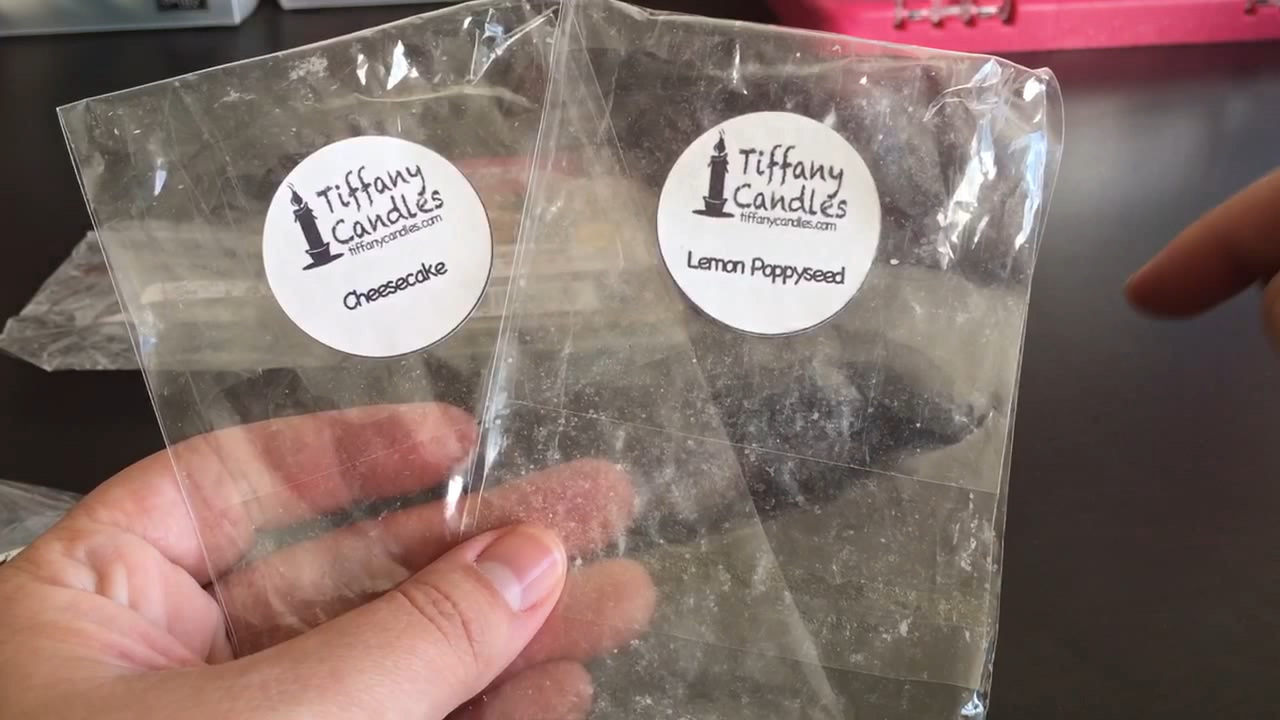 Tiffany
Candles
tiffanycandles.com
Cheesecake
Tiffany
Candles
tiffanycandles.com
Lemon Poppyseed